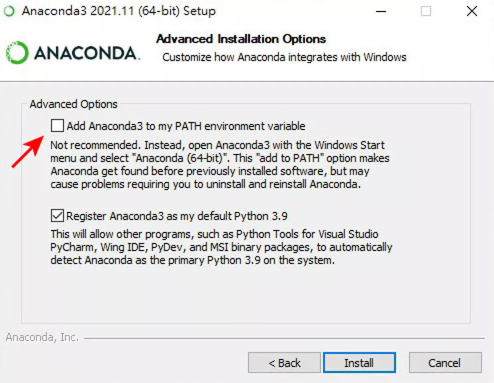 Anaconda3 2021.11 (64-bit) Setup
ANACONDA.
Advanced Installation Options
Customize how Anaconda integrates with Windows
Advanced Options
Add Anaconda3 to my PATH environment variable
Not recommended. Instead, open Anaconda3 with the Windows Start
menu and select "Anaconda (64-bit)". This "add to PATH" option makes
Anaconda get found before previously installed software, but may
cause problems requiring you to uninstall and reinstall Anaconda.
Register Anaconda3 as my default Python 3.9
This will allow other programs, such as Python Tools for Visual Studio
PyCharm, Wing IDE, PyDev, and MSI binary packages, to automatically
detect Anaconda as the primary Python 3.9 on the system.
Anaconda, Inc.
< Back
Install
Cancel